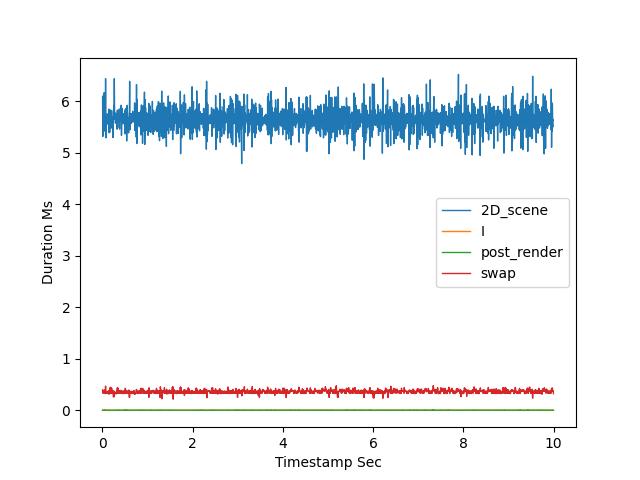 6
5
4
3
2
1
0
Duration Ms
2D_scene
I
post_render
swap
0 2 4 6 8 10
Timestamp Sec